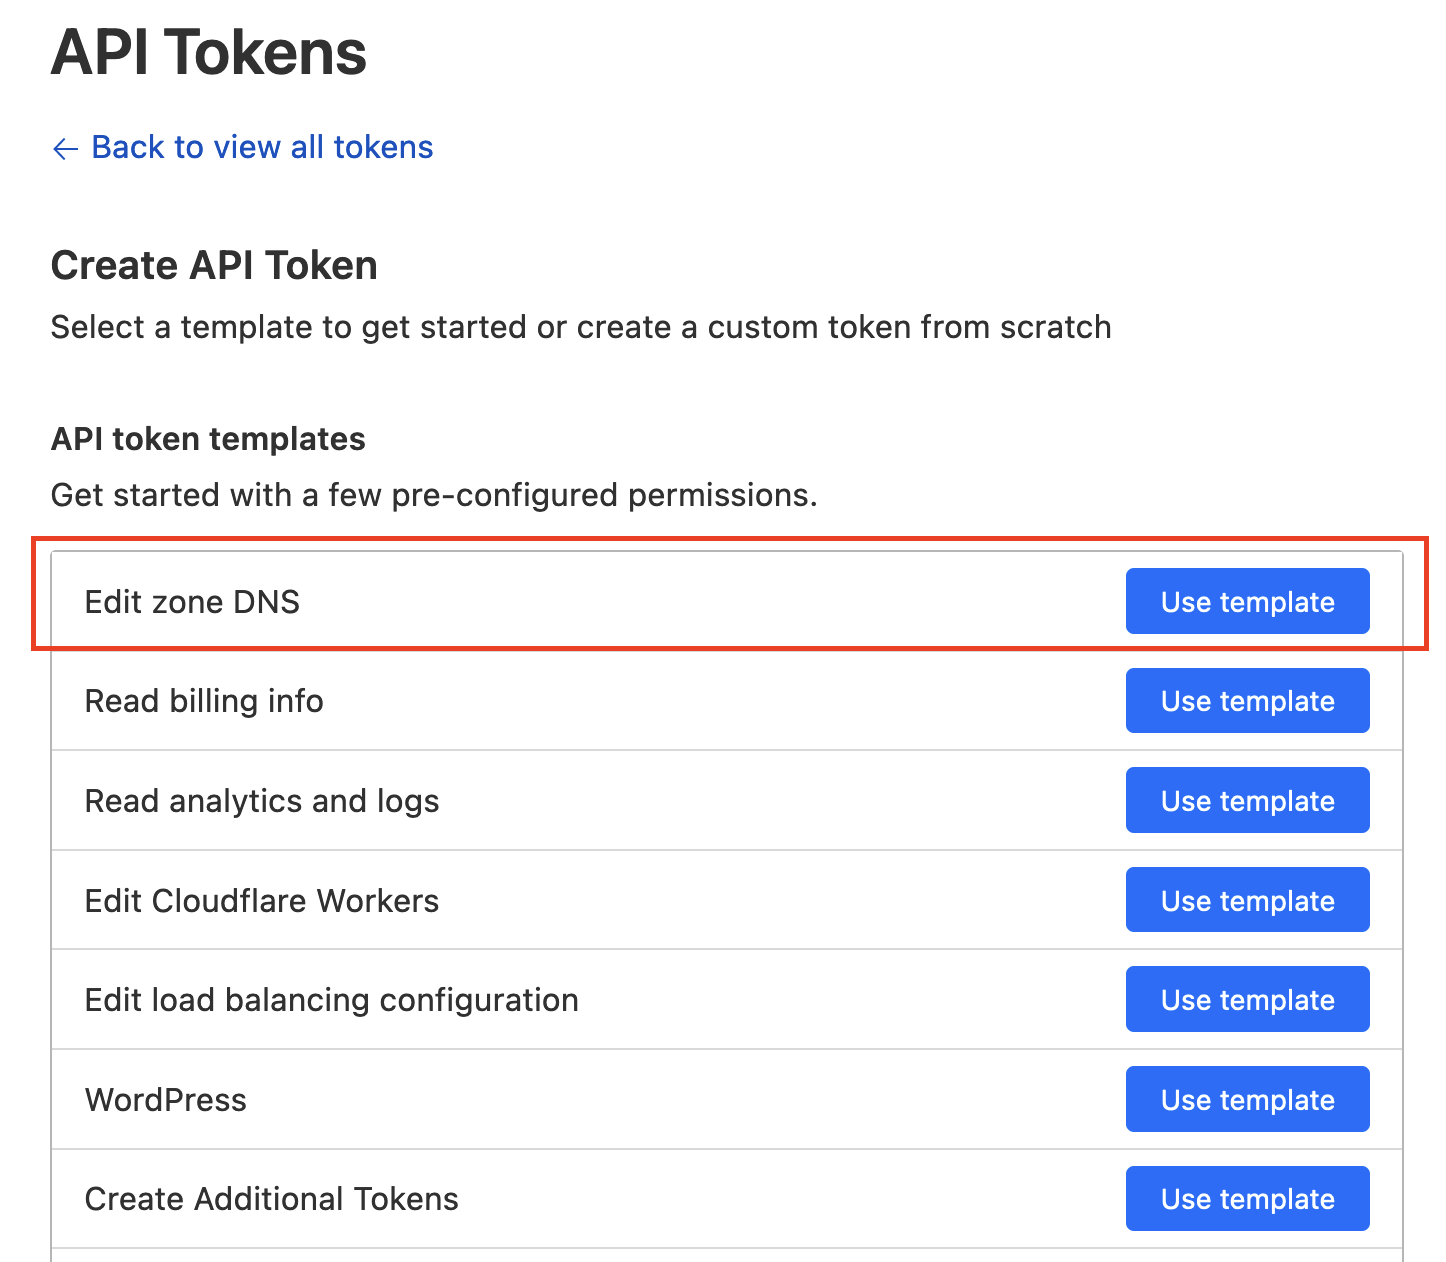 API Tokens
← Back to view all tokens
Create API Token
Select a template to get started or create a custom token from scratch
API token templates
Get started with a few pre-configured permissions.
Edit zone DNS Use template
Read billing info Use template
Read analytics and logs Use template
Edit Cloudflare Workers Use template
Edit load balancing configuration Use template
WordPress Use template
Create Additional Tokens Use template